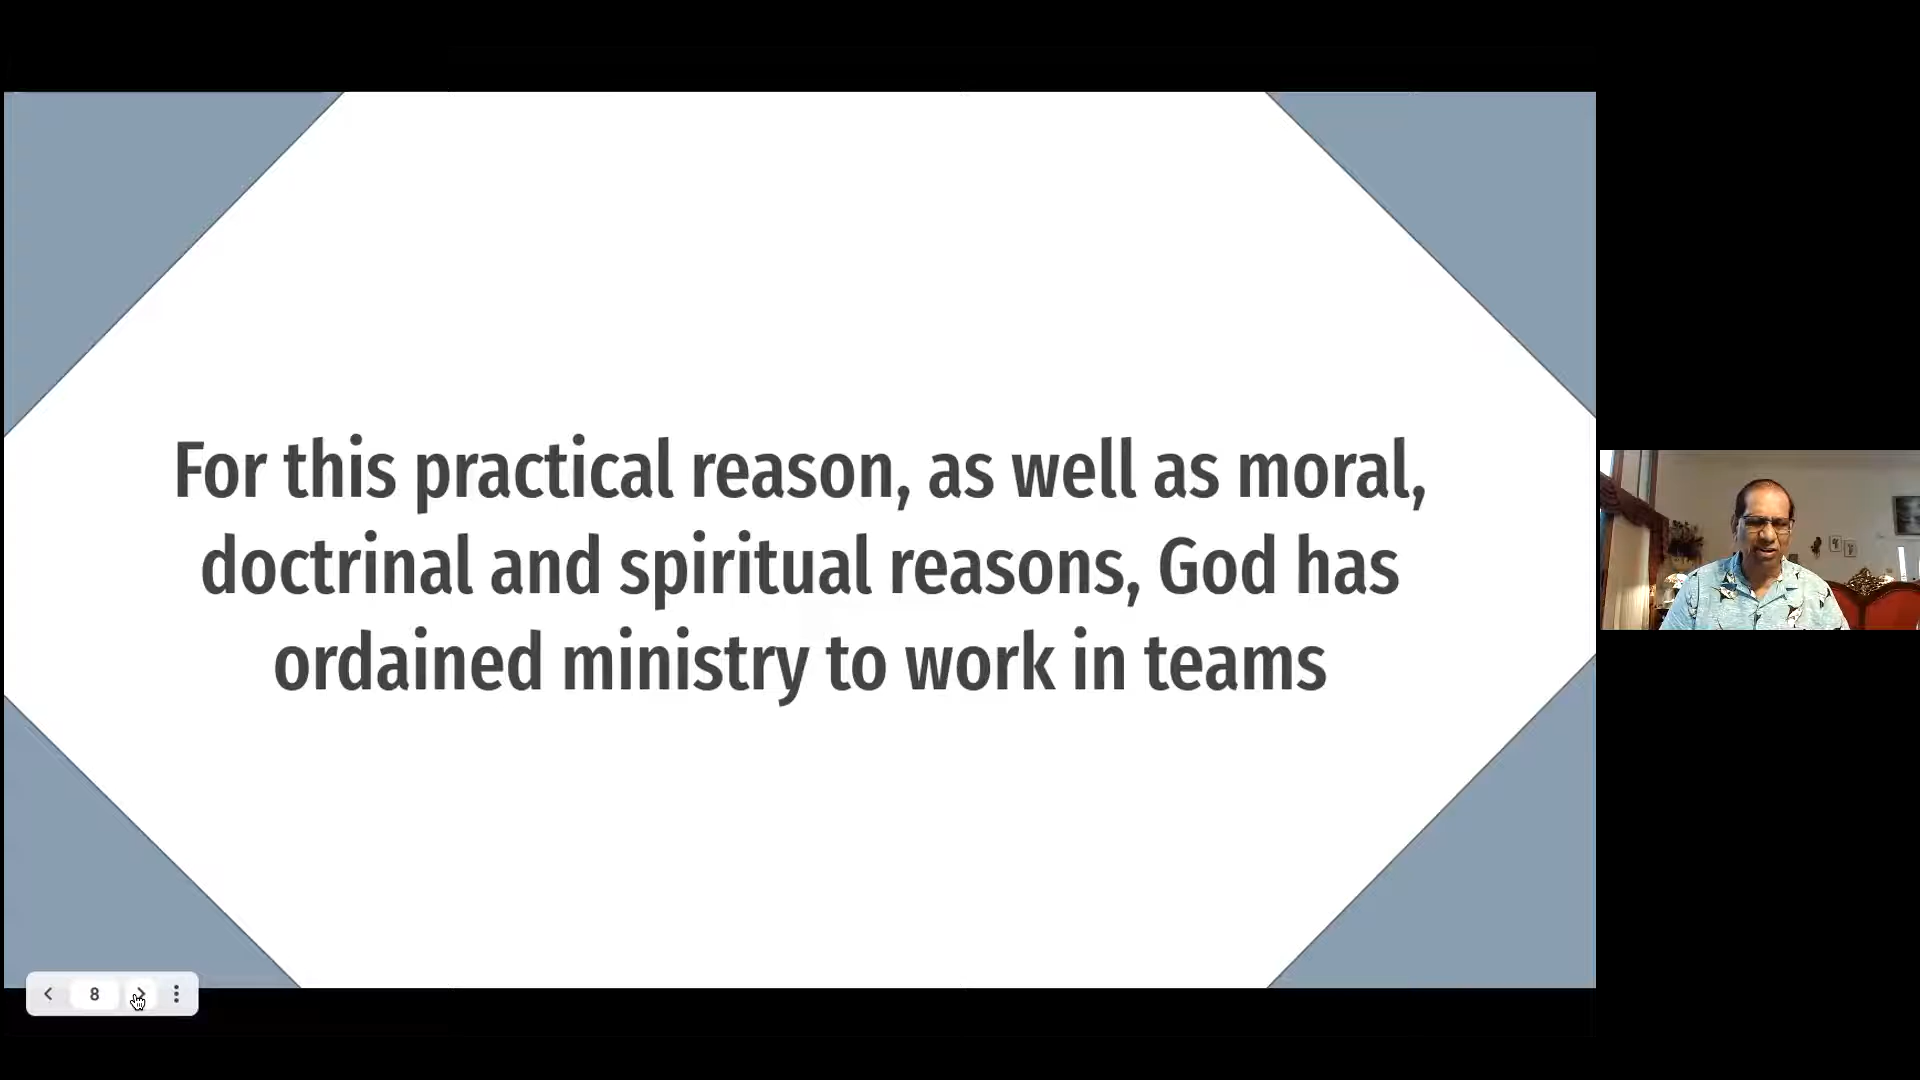 For this practical reason, as well as moral,
doctrinal and spiritual reasons, God has
ordained ministry to work in teams
8